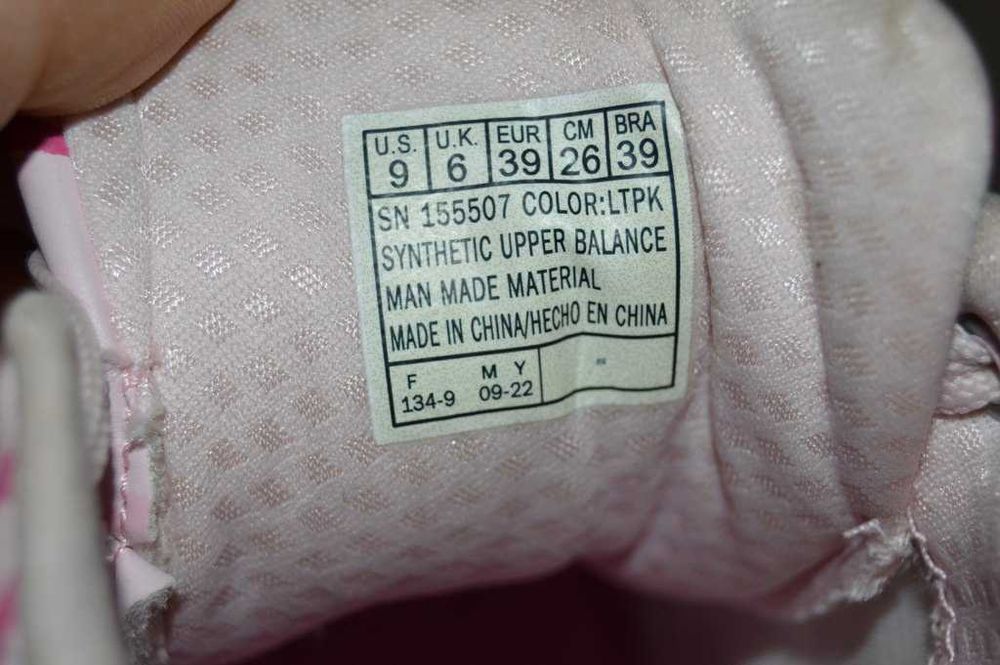 U.S. U.K. EUR CM BRA
9 6 39 26 39
SN 155507 COLOR:LTPK
SYNTHETIC UPPER BALANCE
MAN MADE MATERIAL
MADE IN CHINA/HECHO EN CHINA
F M Y
134-9 09-22